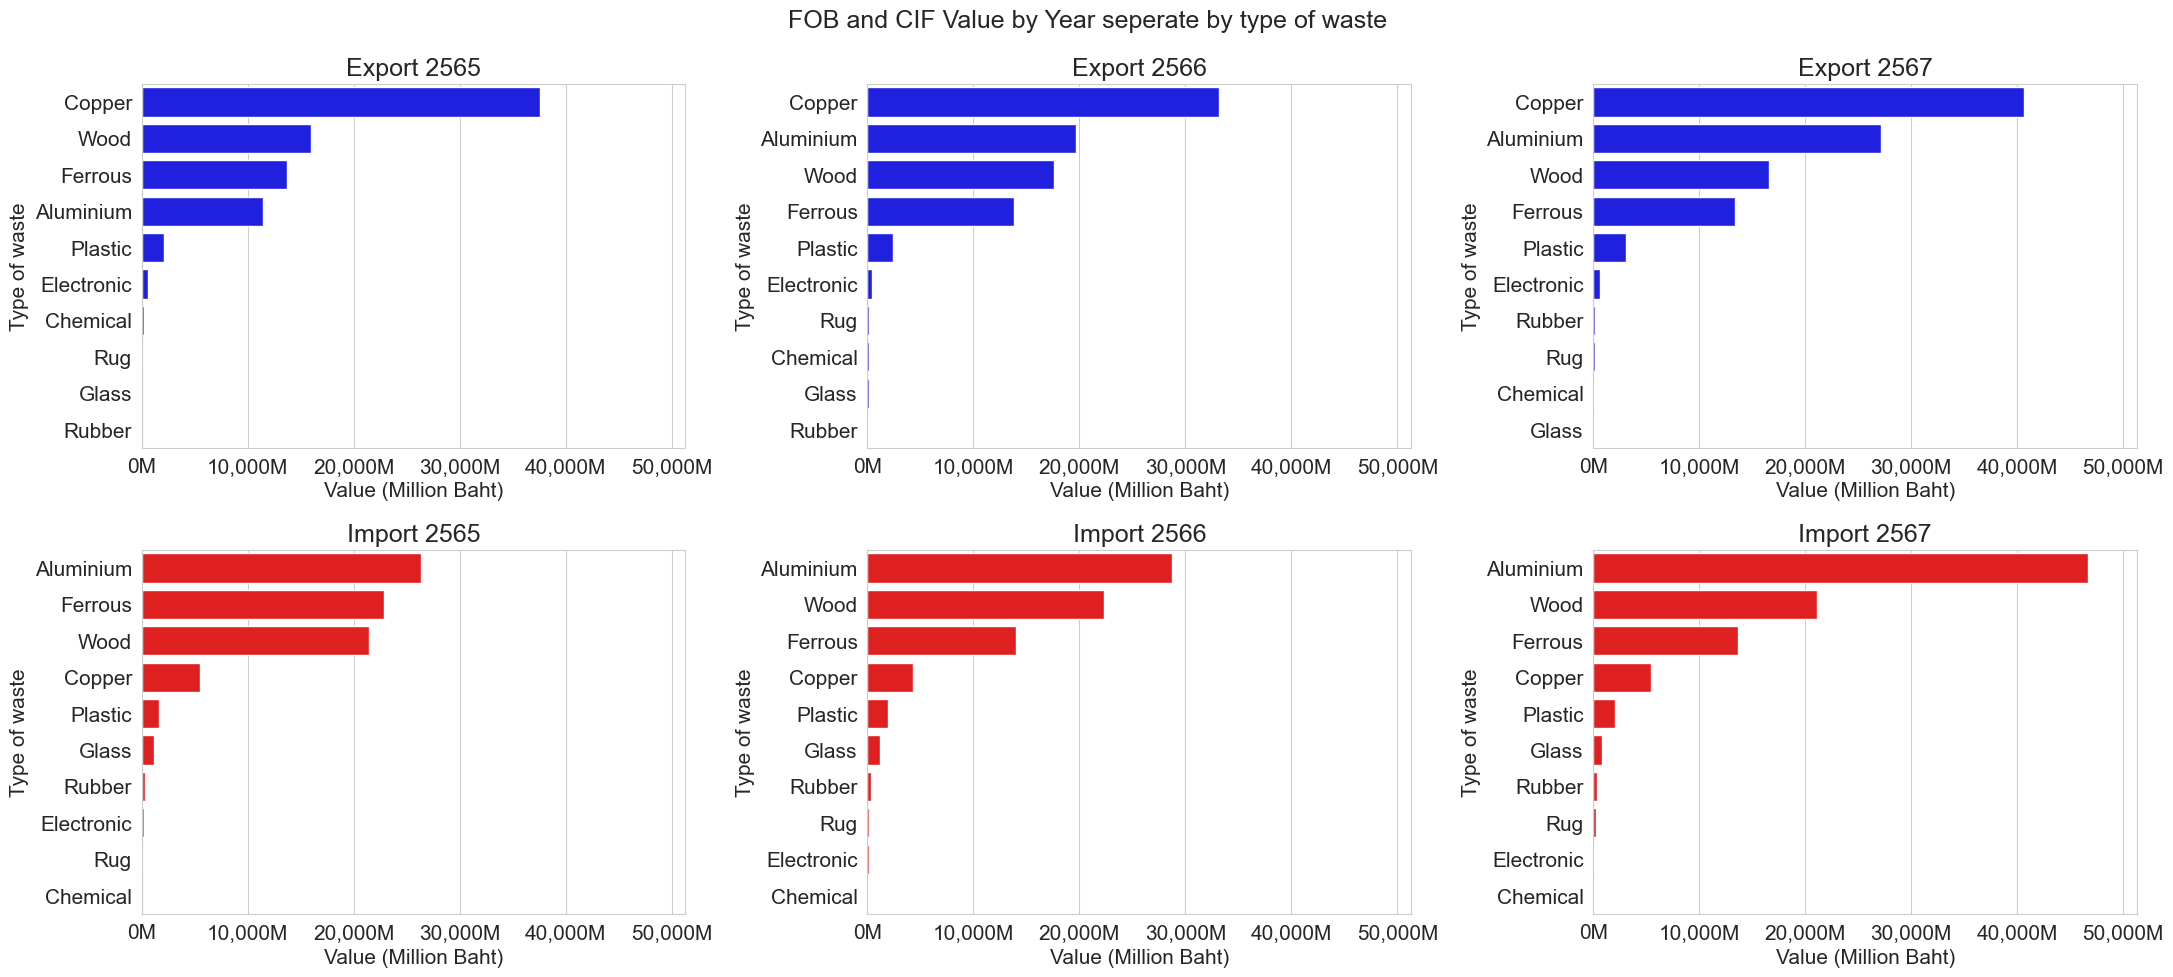 FOB and CIF Value by Year seperate by type of waste
Export 2565
Type of waste
Copper
Wood
Ferrous
Aluminium
Plastic
Electronic
Chemical
Rug
Glass
Rubber
0M 10,000M 20,000M 30,000M 40,000M 50,000M
Value (Million Baht)
Export 2566
Type of waste
Copper
Aluminium
Wood
Ferrous
Plastic
Electronic
Rug
Chemical
Glass
Rubber
0M 10,000M 20,000M 30,000M 40,000M 50,000M
Value (Million Baht)
Export 2567
Type of waste
Copper
Aluminium
Wood
Ferrous
Plastic
Electronic
Rubber
Rug
Chemical
Glass
0M 10,000M 20,000M 30,000M 40,000M 50,000M
Value (Million Baht)
Import 2565
Type of waste
Aluminium
Ferrous
Wood
Copper
Plastic
Glass
Rubber
Electronic
Rug
Chemical
0M 10,000M 20,000M 30,000M 40,000M 50,000M
Value (Million Baht)
Import 2566
Type of waste
Aluminium
Wood
Ferrous
Copper
Plastic
Glass
Rubber
Rug
Electronic
Chemical
0M 10,000M 20,000M 30,000M 40,000M 50,000M
Value (Million Baht)
Import 2567
Type of waste
Aluminium
Wood
Ferrous
Copper
Plastic
Glass
Rubber
Rug
Electronic
Chemical
0M 10,000M 20,000M 30,000M 40,000M 50,000M
Value (Million Baht)